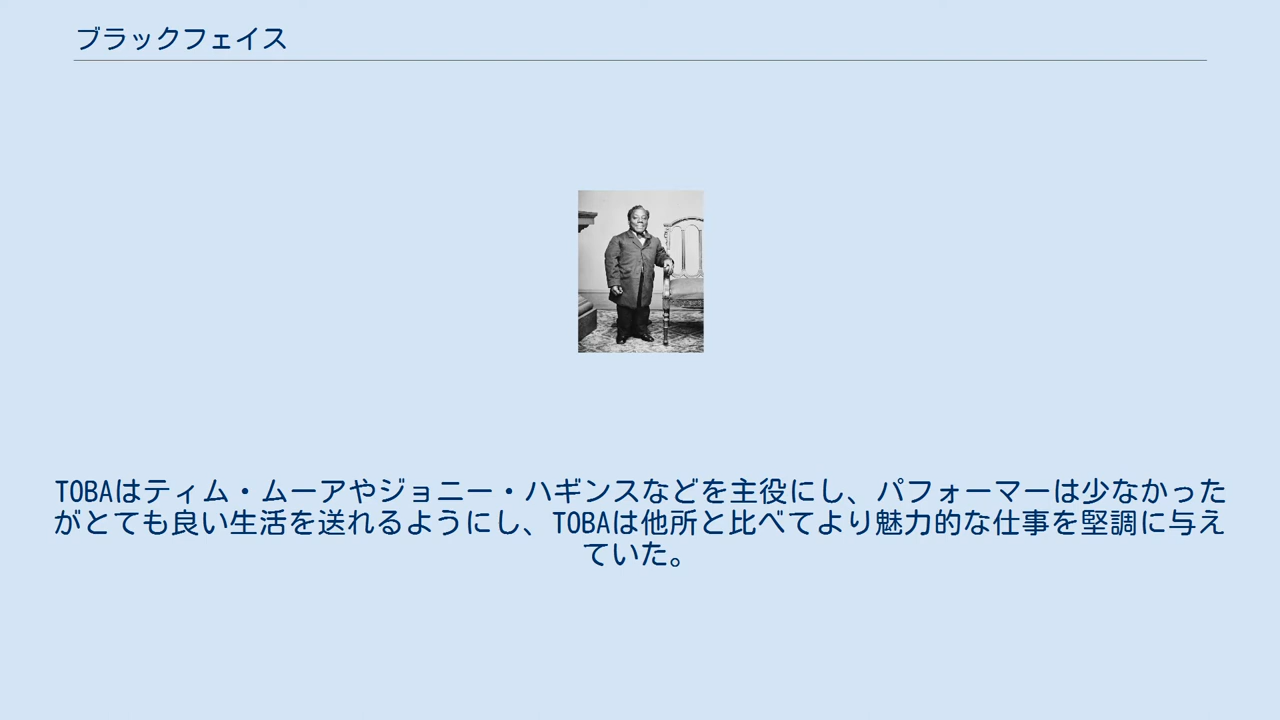 ブラックフェイス
TOBAはティム・ムーアやジョニー・ハギンスなどを主役にし、パフォーマーは少なかった
がとても良い生活を送れるようにし、TOBAは他所と比べてより魅力的な仕事を堅調に与え
ていた。